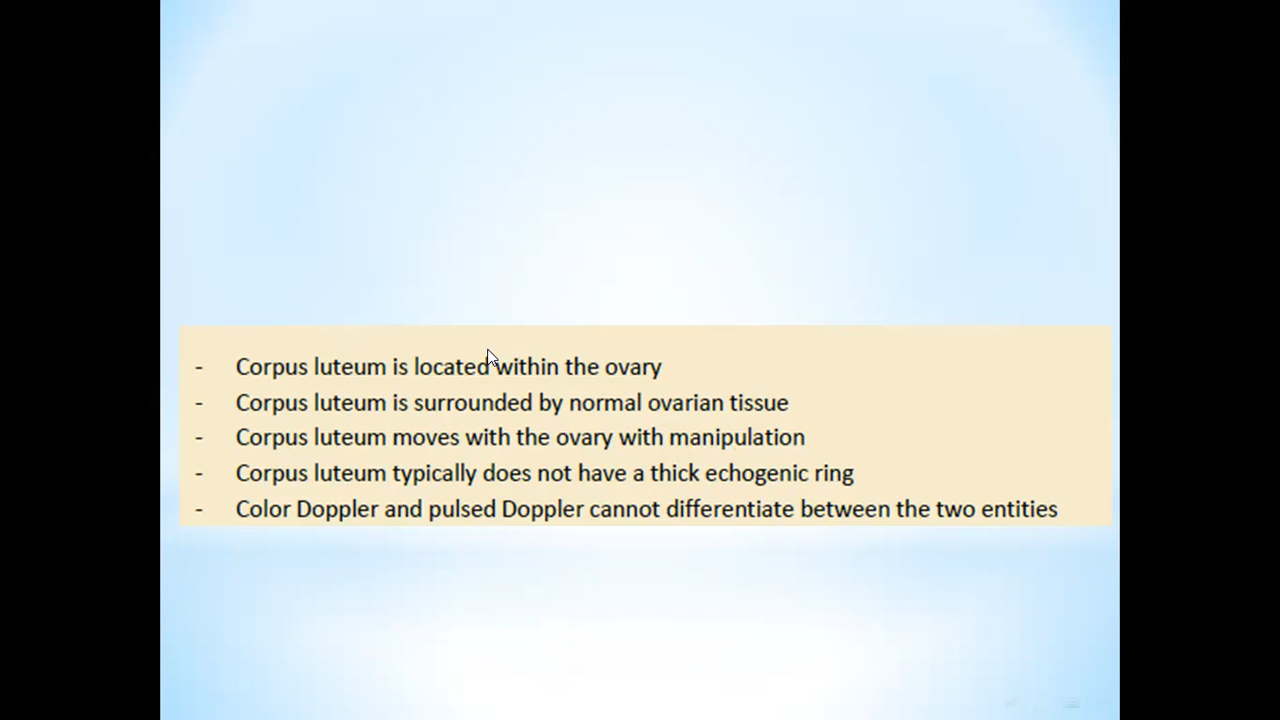 - Corpus luteum is located within the ovary
- Corpus luteum is surrounded by normal ovarian tissue
- Corpus luteum moves with the ovary with manipulation
- Corpus luteum typically does not have a thick echogenic ring
- Color Doppler and pulsed Doppler cannot differentiate between the two entities